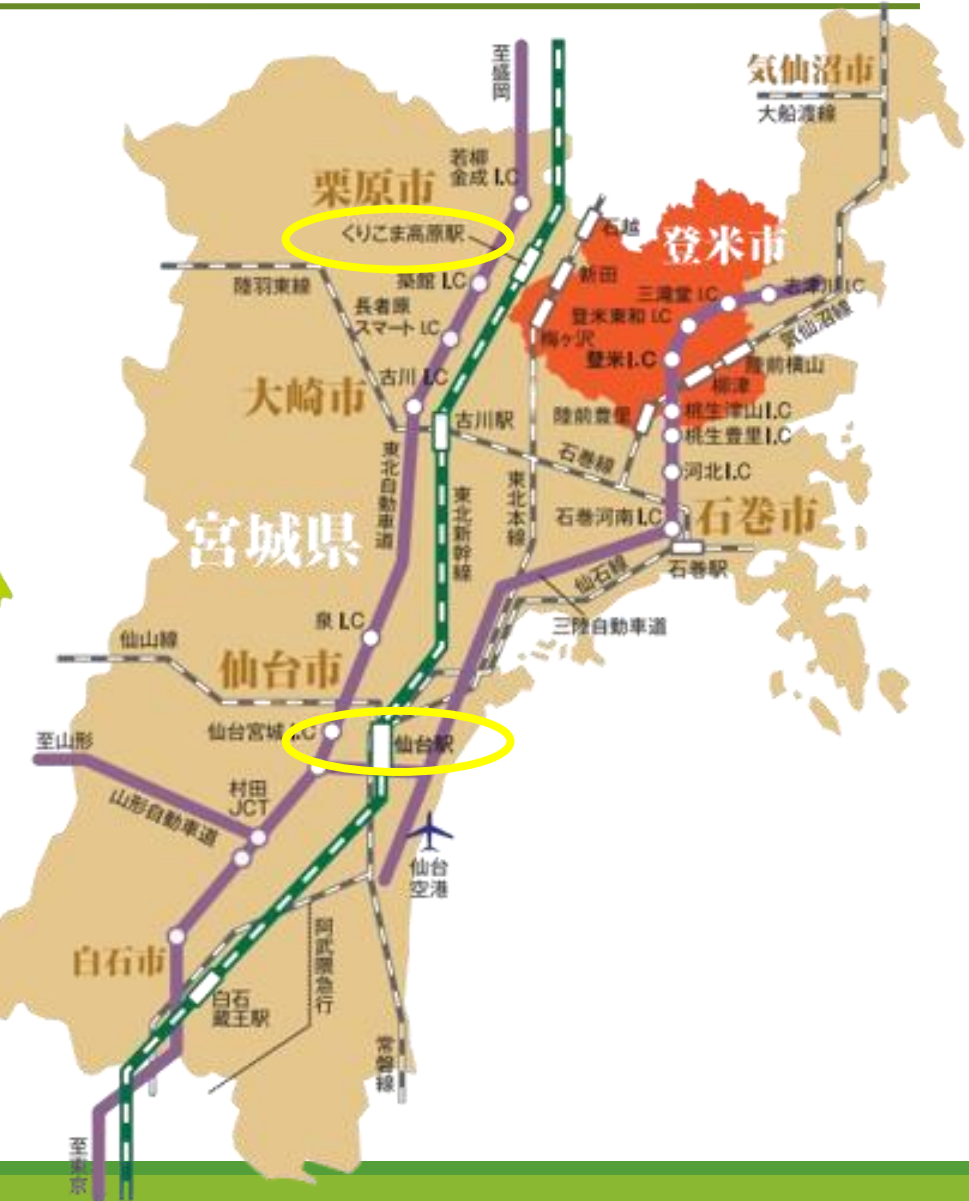 至盛岡
気仙沼市
大船渡線
若柳
金成 I.C
栗原市
くりこま高原駅
石越
登米市
新田
築館 I.C
陸羽東線
三滝堂 I.C
志津川 I.C
長者原
スマート I.C
登米東和 I.C
気仙沼線
梅ヶ沢
登米I.C
陸前横山
古川 I.C
柳津
大崎市
陸前豊里
桃生津山I.C
古川駅
桃生豊里I.C
石巻線
河北I.C
東北自動車道
東北新幹線
東北本線
石巻河南I.C
石巻市
宮城県
石巻駅
仙石線
三陸自動車道
泉 I.C
仙山線
仙台市
仙台宮城I.C
仙台駅
至山形
村田
JCT
山形自動車道
仙台
空港
阿武隈急行
白石市
白石
蔵王駅
常磐線
至東京